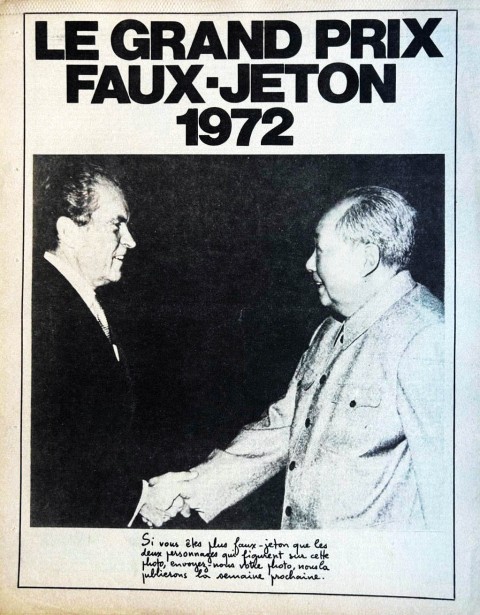 LE GRAND PRIX
FAUX-JETON
1972
Si vous êtes plus faux-jeton que les
deux personnages qui figurent sur cette
photo, envoyez-nous votre photo, nous la
publierons la semaine prochaine.